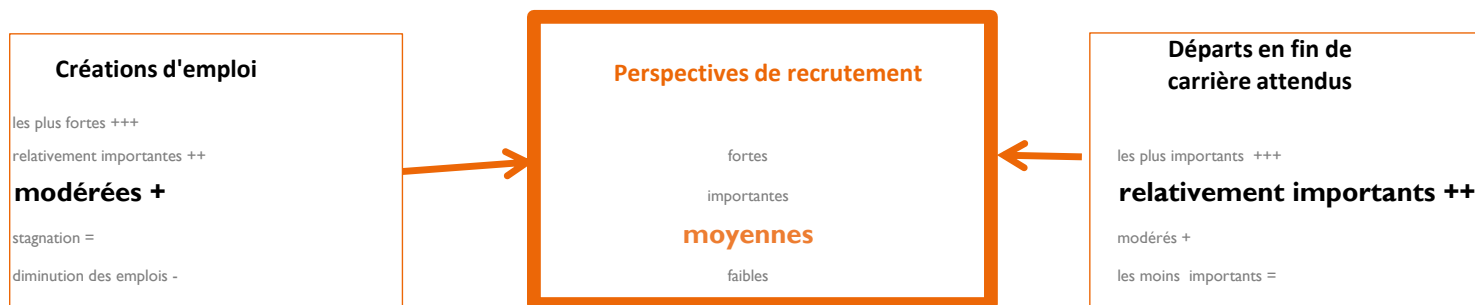 Créations d'emploi
les plus fortes +++
relativement importantes ++
modérées +
stagnation =
diminution des emplois -
Perspectives de recrutement
fortes
importantes
moyennes
faibles
Départs en fin de
carrière attendus
les plus importants +++
relativement importants ++
modérés +
les moins importants =